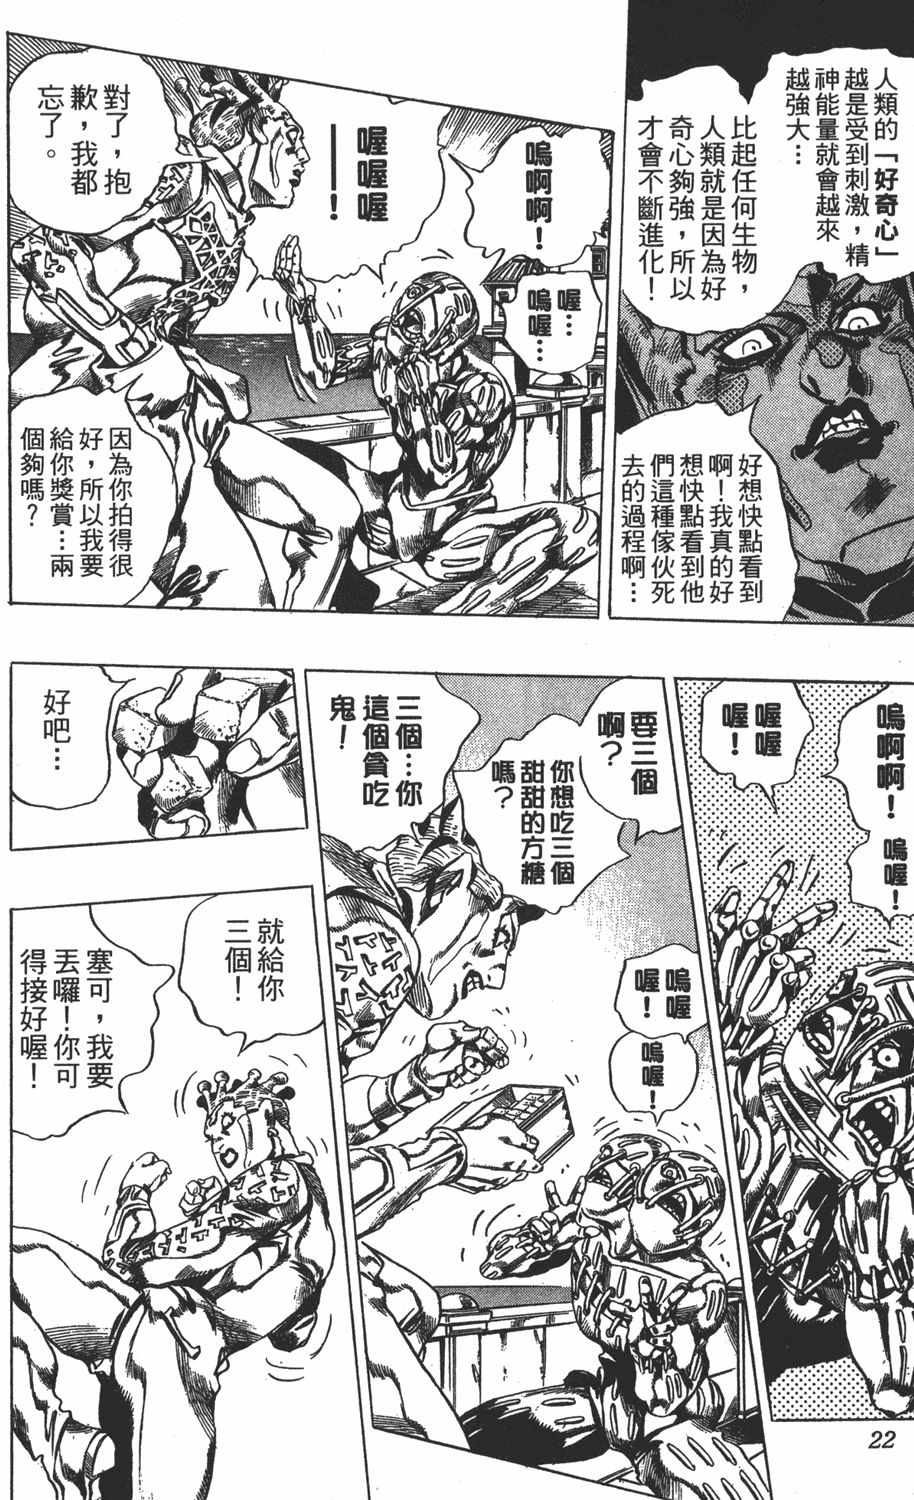 人類的「好奇心」
越是受到刺激，精
神能量就會越來
越強大…
比起任何生物，
人類就是因為好
奇心夠強，所以
才會不斷進化！
好想快點看到
啊！我真的好
想快點看到他
們這種傢伙死
去的過程啊…
嗚啊啊！
喔…
嗚喔…
喔喔喔
——！
對了，抱
歉，我都
忘了。
因為你拍得很
好，所以我要
給你獎賞…兩
個夠嗎？
嗚啊啊！
嗚喔！
喔喔
喔！
要三個
啊？
你想吃三個
甜甜的方糖
嗎？
三個…你
這個貪吃
鬼！
嗚喔
喔！
嗚喔！
好吧…
就給你
三個！
塞可，我要
丟囉！你可
得接好喔！
22